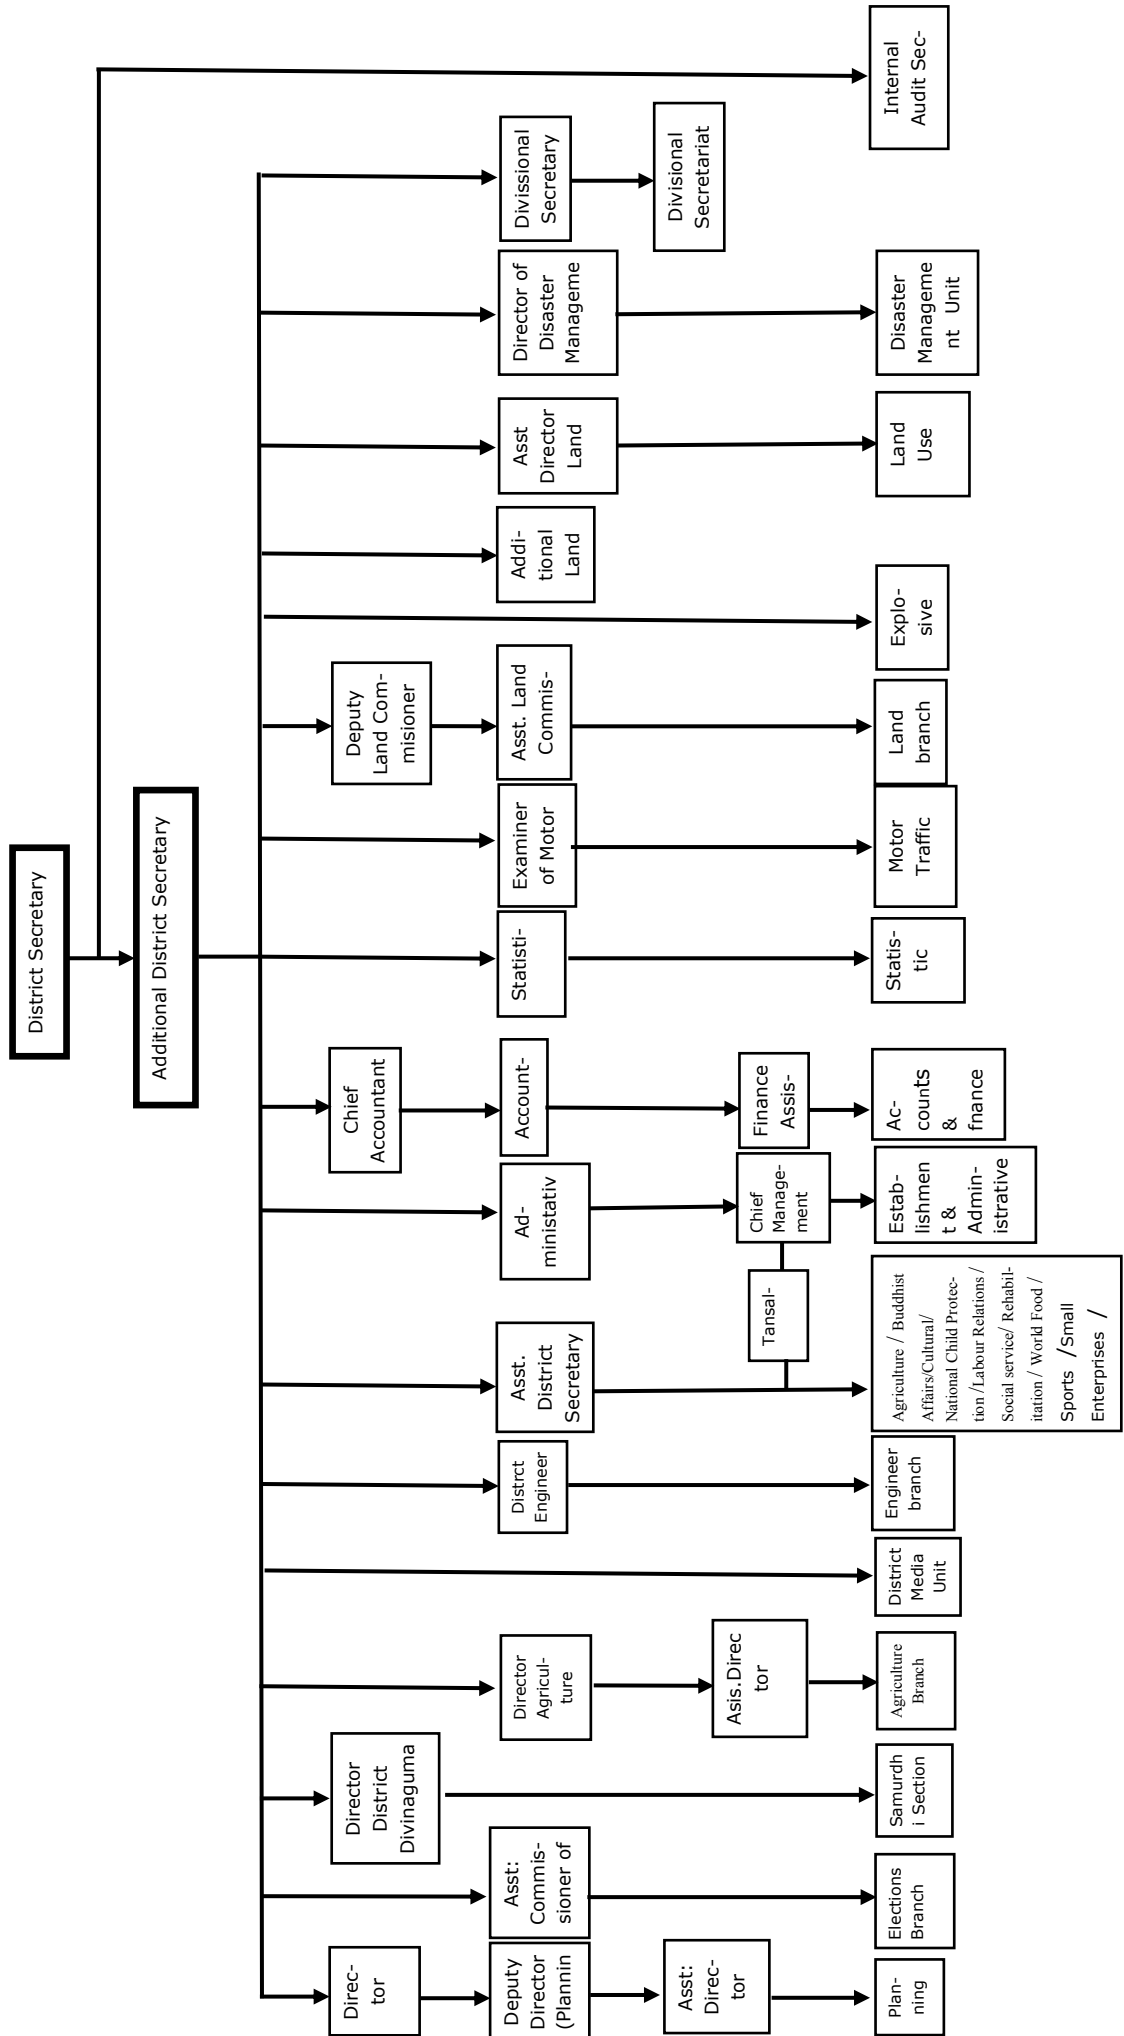 District Secretary
Additional District Secretary
Direc-
tor
Director
District
Divinaguma
Chief
Accountant
Deputy
Land Com-
misioner
Deputy
Director
(Plannin
Asst:
Commis-
sioner of
Director
Agricul-
ture
Distrct
Engineer
Asst.
District
Secretary
Ad-
ministativ
Account-
Statisti-
Examiner
of Motor
Asst. Land
Commis-
Addi-
tional
Land
Asst
Director
Land
Director of
Disaster
Manageme
Divissional
Secretary
Asst:
Direc-
tor
Asis.Direc
tor
Tansal-
Chief
Manage-
ment
Finance
Assis-
Divisional
Secretariat
Plan-
ning
Elections
Branch
Samurdh
i Section
Agriculture
Branch
District
Media
Unit
Engineer
branch
Agriculture / Buddhist
Affairs/Cultural/
National Child Protec-
tion /Labour Relations /
Social service/ Rehabil-
itation / World Food /
Sports /Small
Enterprises /
Estab-
lishmen
t &
Admin-
istrative
Ac-
counts
&
fnance
Statis-
tic
Motor
Traffic
Land
branch
Explo-
sive
Land
Use
Disaster
Manageme
nt Unit
Internal
Audit Sec-